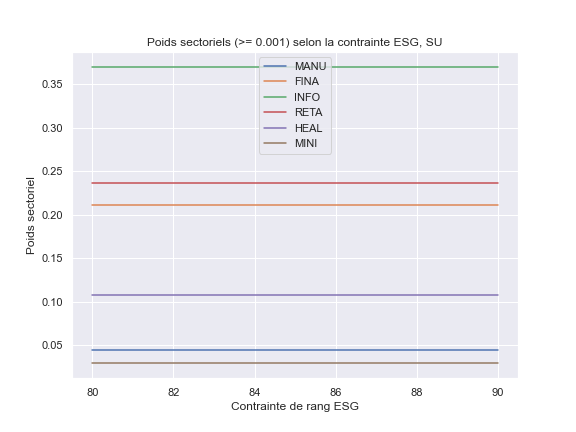 Poids sectoriels (>= 0.001) selon la contrainte ESG, SU
MANU
FINA
INFO
RETA
HEAL
MINI
Poids sectoriel
0.35
0.30
0.25
0.20
0.15
0.10
0.05
80 82 84 86 88 90
Contrainte de rang ESG